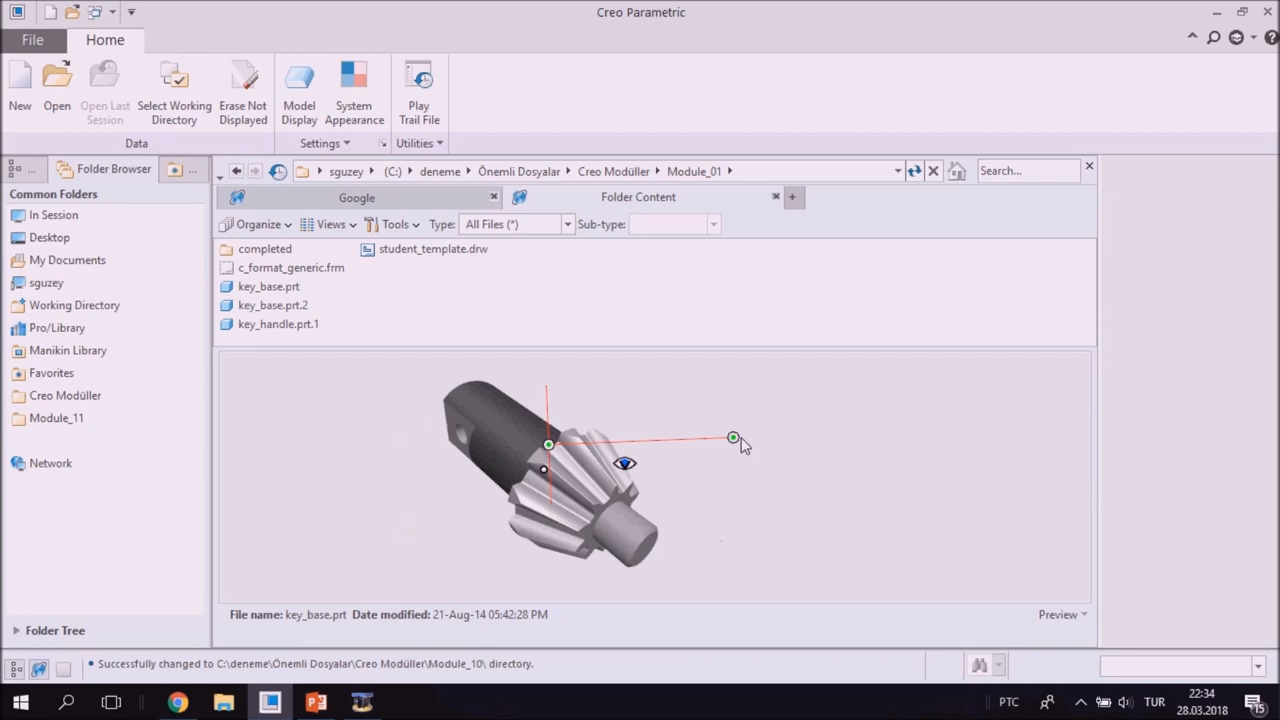 Creo Parametric
File
Home
New
Open
Open Last Session
Select Working Directory
Erase Not Displayed
Model Display
System Appearance
Play Trail File
Data
Settings
Utilities
...
Folder Browser
...
sguzey (C:) deneme Önemli Dosyalar Creo Modüller Module_01
Search...
Common Folders
In Session
Desktop
My Documents
sguzey
Working Directory
Pro/Library
Manikin Library
Favorites
Creo Modüller
Module_11
Network
Folder Tree
Google
Folder Content
+
Organize Views Tools Type: All Files (*) Sub-type:
completed
c_format_generic.frm
key_base.prt
key_base.prt.2
key_handle.prt.1
student_template.drw
File name: key_base.prt Date modified: 21-Aug-14 05:42:28 PM
Preview
• Successfully changed to C:\deneme\Önemli Dosyalar\Creo Modüller\Module_10\ directory.
PTC
TUR
22:34
28.03.2018
15